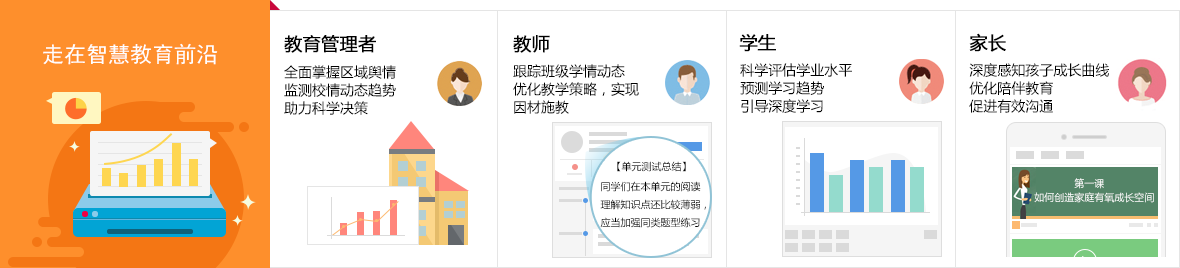 走在智慧教育前沿
教育管理者
全面掌握区域舆情
监测校情动态趋势
助力科学决策
教师
跟踪班级学情动态
优化教学策略，实现
因材施教
【单元测试总结】
同学们在本单元的阅读
理解知识点还比较薄弱，
应当加强同类题型练习
学生
科学评估学业水平
预测学习趋势
引导深度学习
家长
深度感知孩子成长曲线
优化陪伴教育
促进有效沟通
第一课
如何创造家庭有氧成长空间